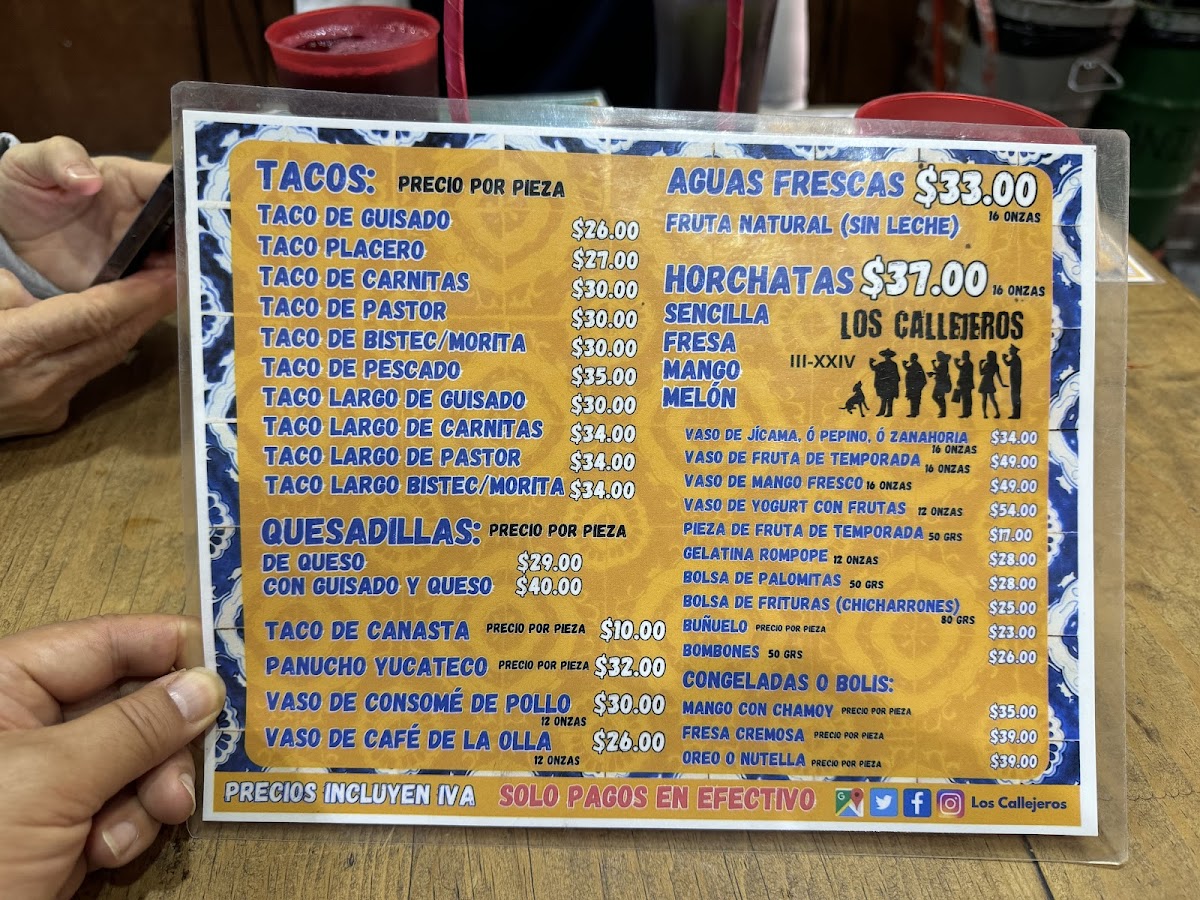 TACOS: PRECIO POR PIEZA
TACO DE GUISADO $26.00
TACO PLACERO $27.00
TACO DE CARNITAS $30.00
TACO DE PASTOR $30.00
TACO DE BISTEC/MORITA $30.00
TACO DE PESCADO $35.00
TACO LARGO DE GUISADO $30.00
TACO LARGO DE CARNITAS $34.00
TACO LARGO DE PASTOR $34.00
TACO LARGO BISTEC/MORITA $34.00
QUESADILLAS: PRECIO POR PIEZA
DE QUESO $29.00
CON GUISADO Y QUESO $40.00
TACO DE CANASTA PRECIO POR PIEZA $10.00
PANUCHO YUCATECO PRECIO POR PIEZA $32.00
VASO DE CONSOMÉ DE POLLO $30.00
12 ONZAS
VASO DE CAFÉ DE LA OLLA $26.00
12 ONZAS
AGUAS FRESCAS $33.00
16 ONZAS
FRUTA NATURAL (SIN LECHE)
HORCHATAS $37.00 16 ONZAS
SENCILLA
FRESA
MANGO
MELÓN
LOS CALLEJEROS
III-XXIV
VASO DE JÍCAMA, Ó PEPINO, Ó ZANAHORIA $34.00
16 ONZAS
VASO DE FRUTA DE TEMPORADA 16 ONZAS $49.00
VASO DE MANGO FRESCO 16 ONZAS $49.00
VASO DE YOGURT CON FRUTAS 12 ONZAS $54.00
PIEZA DE FRUTA DE TEMPORADA 50 GRS $17.00
GELATINA ROMPOPE 12 ONZAS $28.00
BOLSA DE PALOMITAS 50 GRS $28.00
BOLSA DE FRITURAS (CHICHARRONES) $25.00
80 GRS
BUÑUELO PRECIO POR PIEZA $23.00
BOMBONES 50 GRS $26.00
CONGELADAS O BOLIS:
MANGO CON CHAMOY PRECIO POR PIEZA $35.00
FRESA CREMOSA PRECIO POR PIEZA $39.00
OREO O NUTELLA PRECIO POR PIEZA $39.00
PRECIOS INCLUYEN IVA SOLO PAGOS EN EFECTIVO Los Callejeros